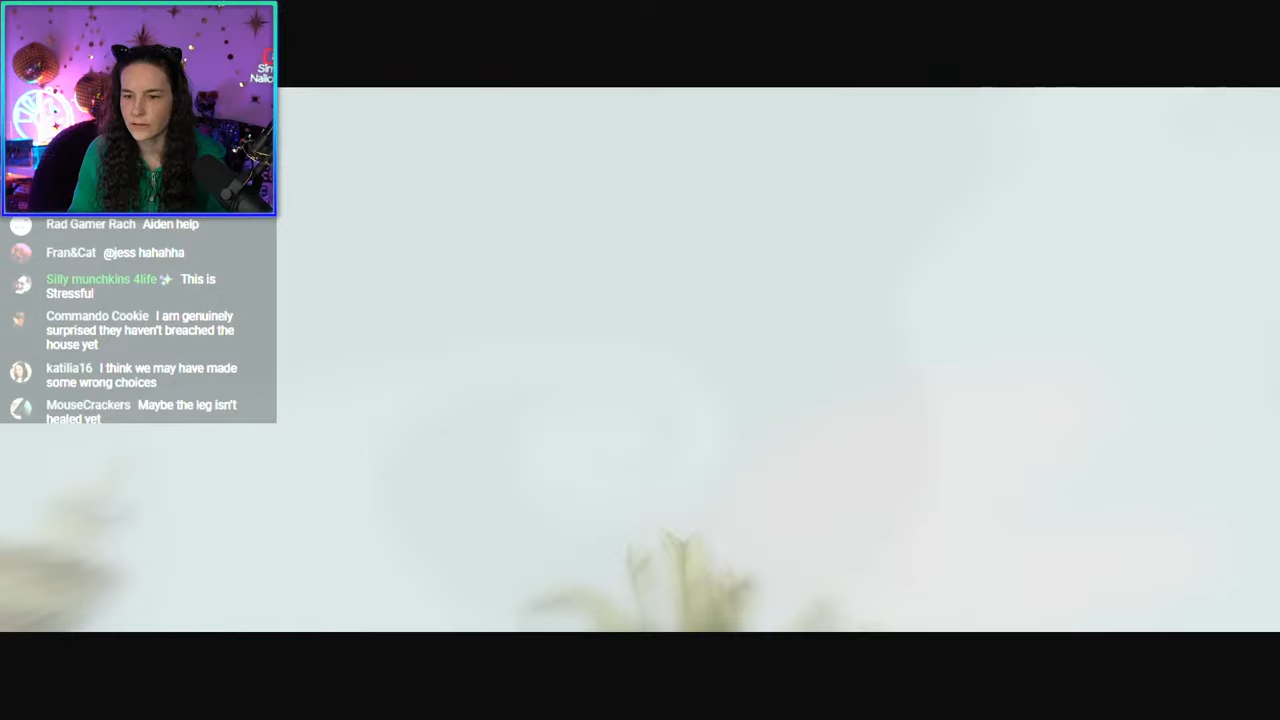 Sin
Nailo
Rad Gamer Rach Aiden help
Fran&Cat @jess hahahha
Silly munchkins 4life✨ This is
Stressful
Commando Cookie I am genuinely
surprised they haven't breached the
house yet
katilia16 I think we may have made
some wrong choices
MouseCrackers Maybe the leg isn't
healed yet